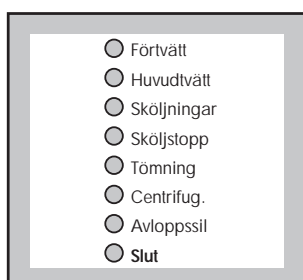 Förtvätt
Huvudtvätt
Sköljningar
Sköljstopp
Tömning
Centrifug.
Avloppssil
Slut